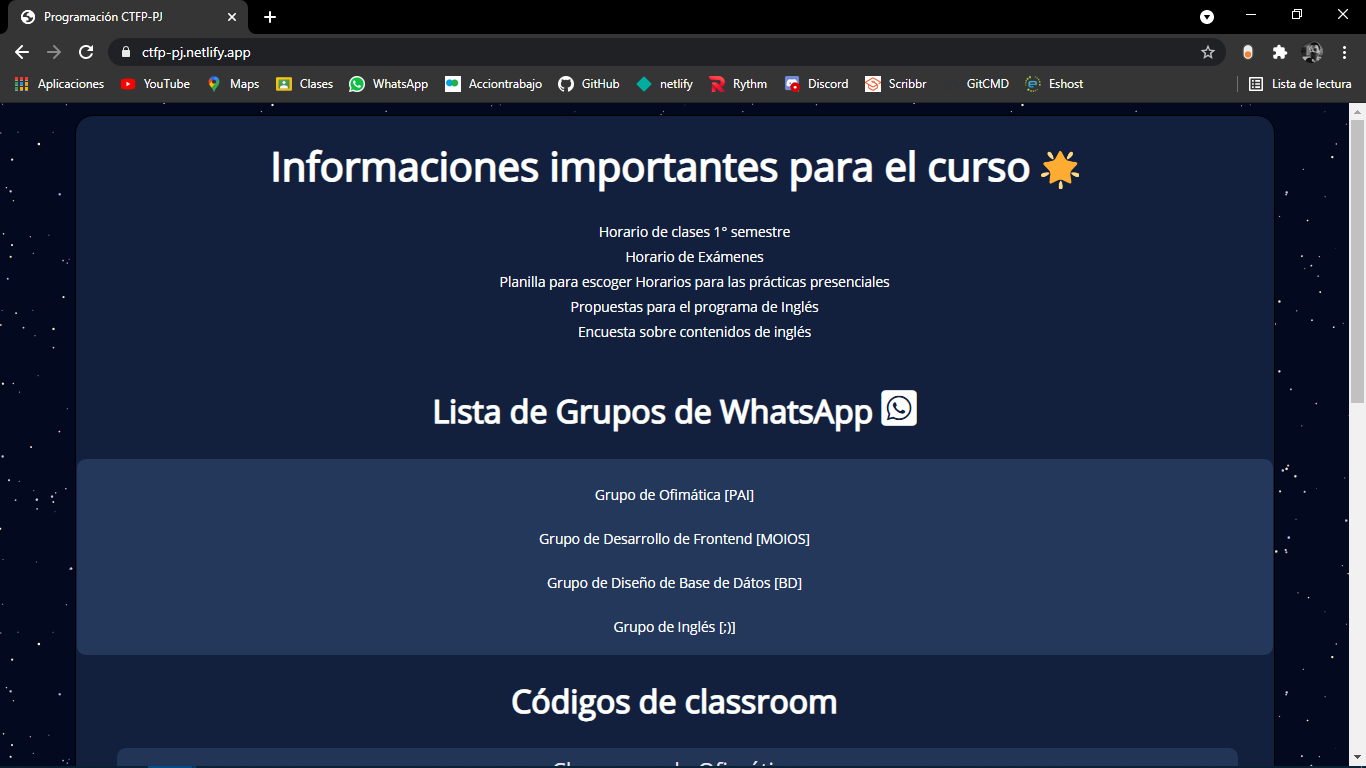 Programación CTFP-PJ
ctfp-pj.netlify.app
Aplicaciones YouTube Maps Clases WhatsApp Acciontrabajo GitHub netlify Rythm Discord Scribbr GitCMD Eshost Lista de lectura
Informaciones importantes para el curso
Horario de clases 1° semestre
Horario de Exámenes
Planilla para escoger Horarios para las prácticas presenciales
Propuestas para el programa de Inglés
Encuesta sobre contenidos de inglés
Lista de Grupos de WhatsApp
Grupo de Ofimática [PAI]
Grupo de Desarrollo de Frontend [MOIOS]
Grupo de Diseño de Base de Dátos [BD]
Grupo de Inglés [;)]
Códigos de classroom